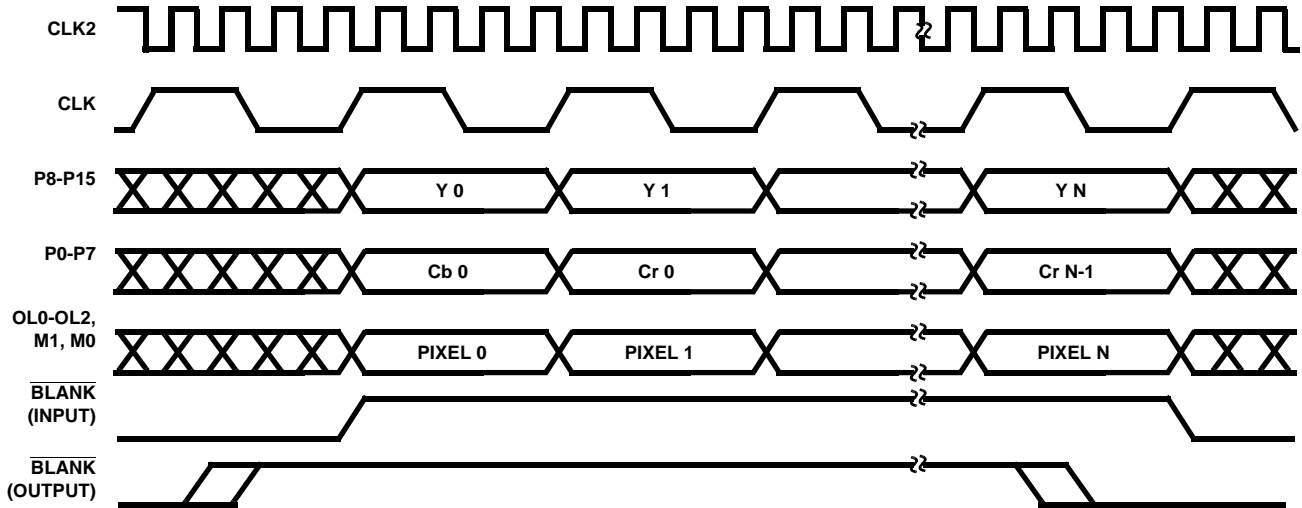 CLK2
CLK
P8-P15
Y 0
Y 1
Y N
P0-P7
Cb 0
Cr 0
Cr N-1
OL0-OL2,
M1, M0
PIXEL 0
PIXEL 1
PIXEL N
BLANK
(INPUT)
BLANK
(OUTPUT)